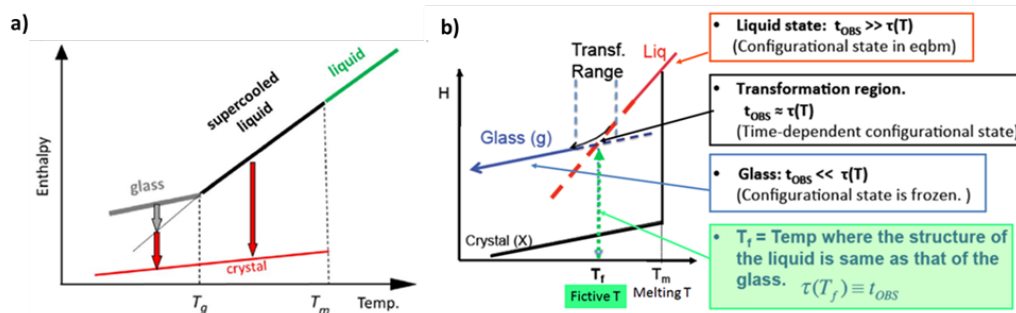 a)
Enthalpy
glass
supercooled
liquid
liquid
crystal
Tg
Tm
Temp.
b)
H
Transf.
Range
Liq
Glass (g)
Crystal (X)
Tf
Fictive T
Tm
Melting T
• Liquid state: tOBS >> τ(T)
(Configurational state in eqbm)
• Transformation region.
tOBS ≈ τ(T)
(Time-dependent configurational state)
• Glass: tOBS << τ(T)
(Configurational state is frozen. )
• Tf = Temp where the structure of
the liquid is same as that of the
glass. τ(Tf) ≡ tOBS